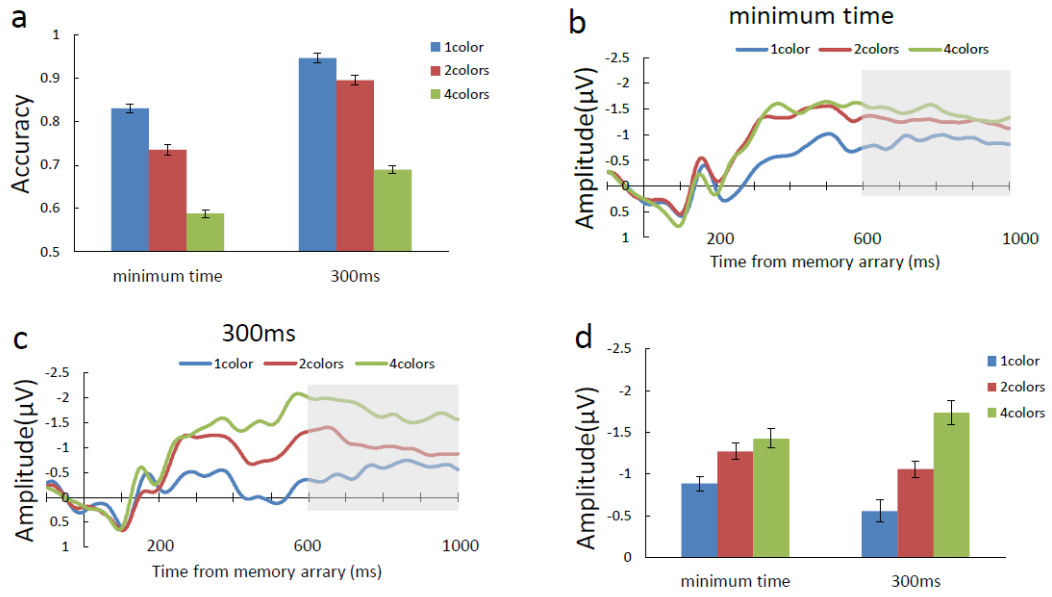 a
1
0.9
0.8
0.7
0.6
0.5
Accuracy
1color
2colors
4colors
minimum time
300ms
b
minimum time
1color 2colors 4colors
-2.5
-2
-1.5
-1
-0.5
0
0.5
1
Amplitude(μV)
200 600 1000
Time from memory arrary (ms)
c
300ms
1color 2colors 4colors
-2.5
-2
-1.5
-1
-0.5
0
0.5
1
Amplitude(μV)
200 600 1000
Time from memory arrary (ms)
d
-2.5
-2
-1.5
-1
-0.5
0
Amplitude(μV)
1color
2colors
4colors
minimum time
300ms